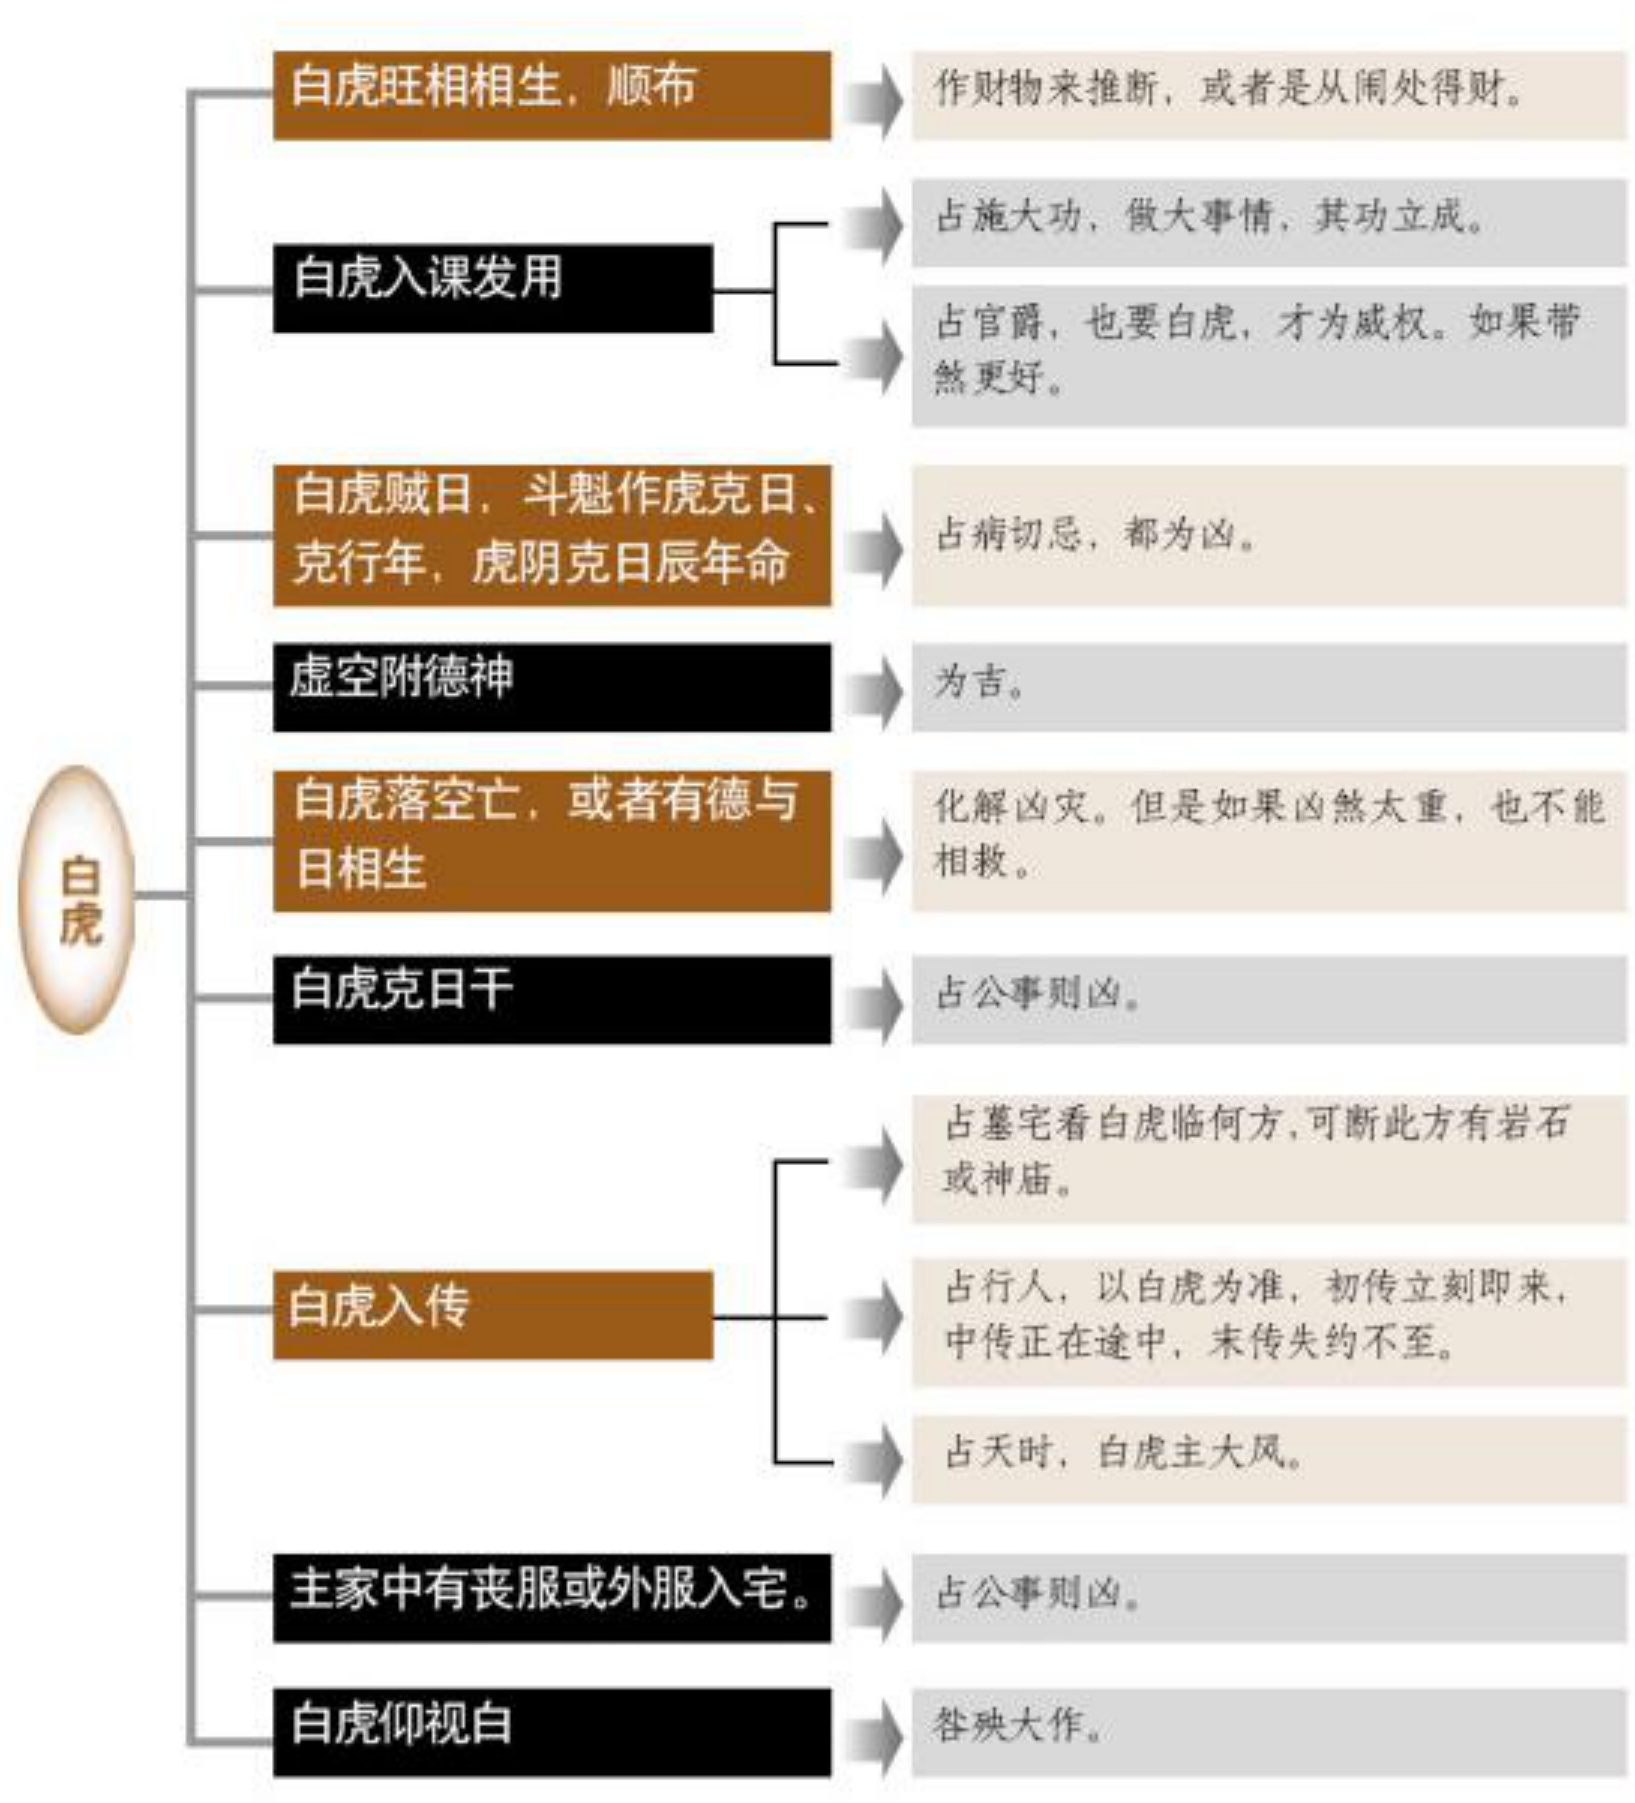 白虎
白虎旺相相生，顺布
作财物来推断，或者是从闹处得财。
白虎入课发用
占施大功，做大事情，其功立成。
占官爵，也要白虎，才为威权。如果带
煞更好。
白虎贼日，斗魁作虎克日、
克行年，虎阴克日辰年命
占病切忌，都为凶。
虚空附德神
为吉。
白虎落空亡，或者有德与
日相生
化解凶灾。但是如果凶煞太重，也不能
相救。
白虎克日干
占公事则凶。
白虎入传
占墓宅看白虎临何方,可断此方有岩石
或神庙。
占行人，以白虎为准，初传立刻即来，
中传正在途中，末传失约不至。
占天时，白虎主大风。
主家中有丧服或外服入宅。
占公事则凶。
白虎仰视白
咎殃大作。